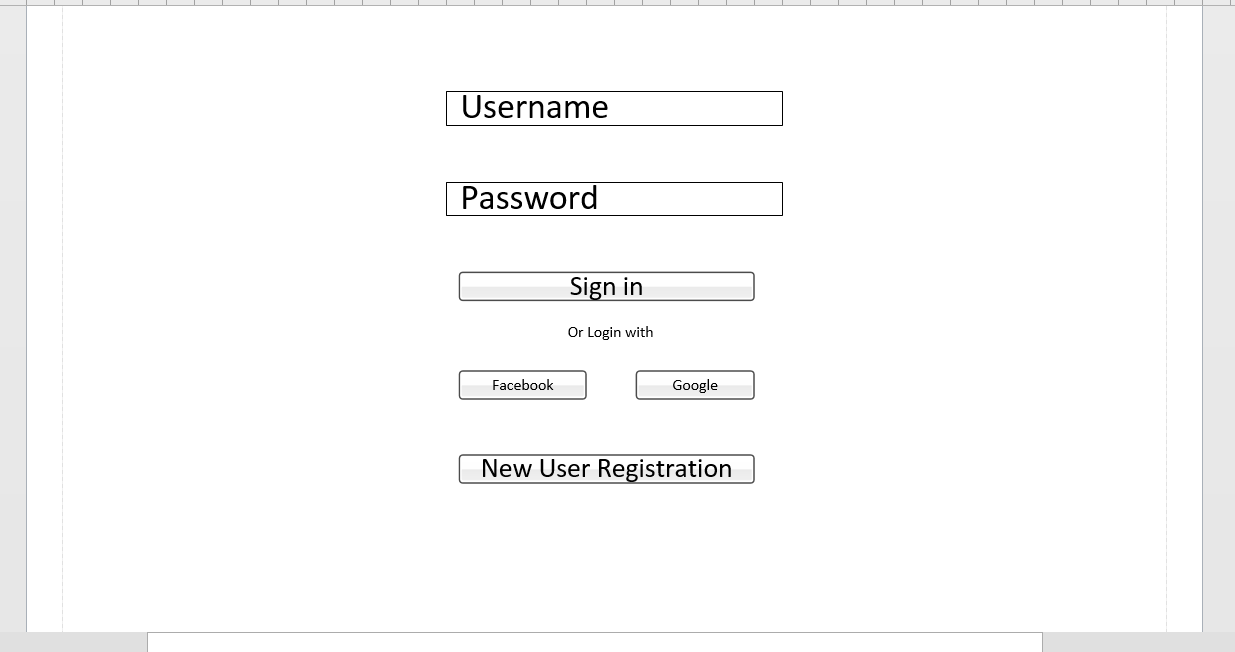 Username
Password
Sign in
Or Login with
Facebook
Google
New User Registration